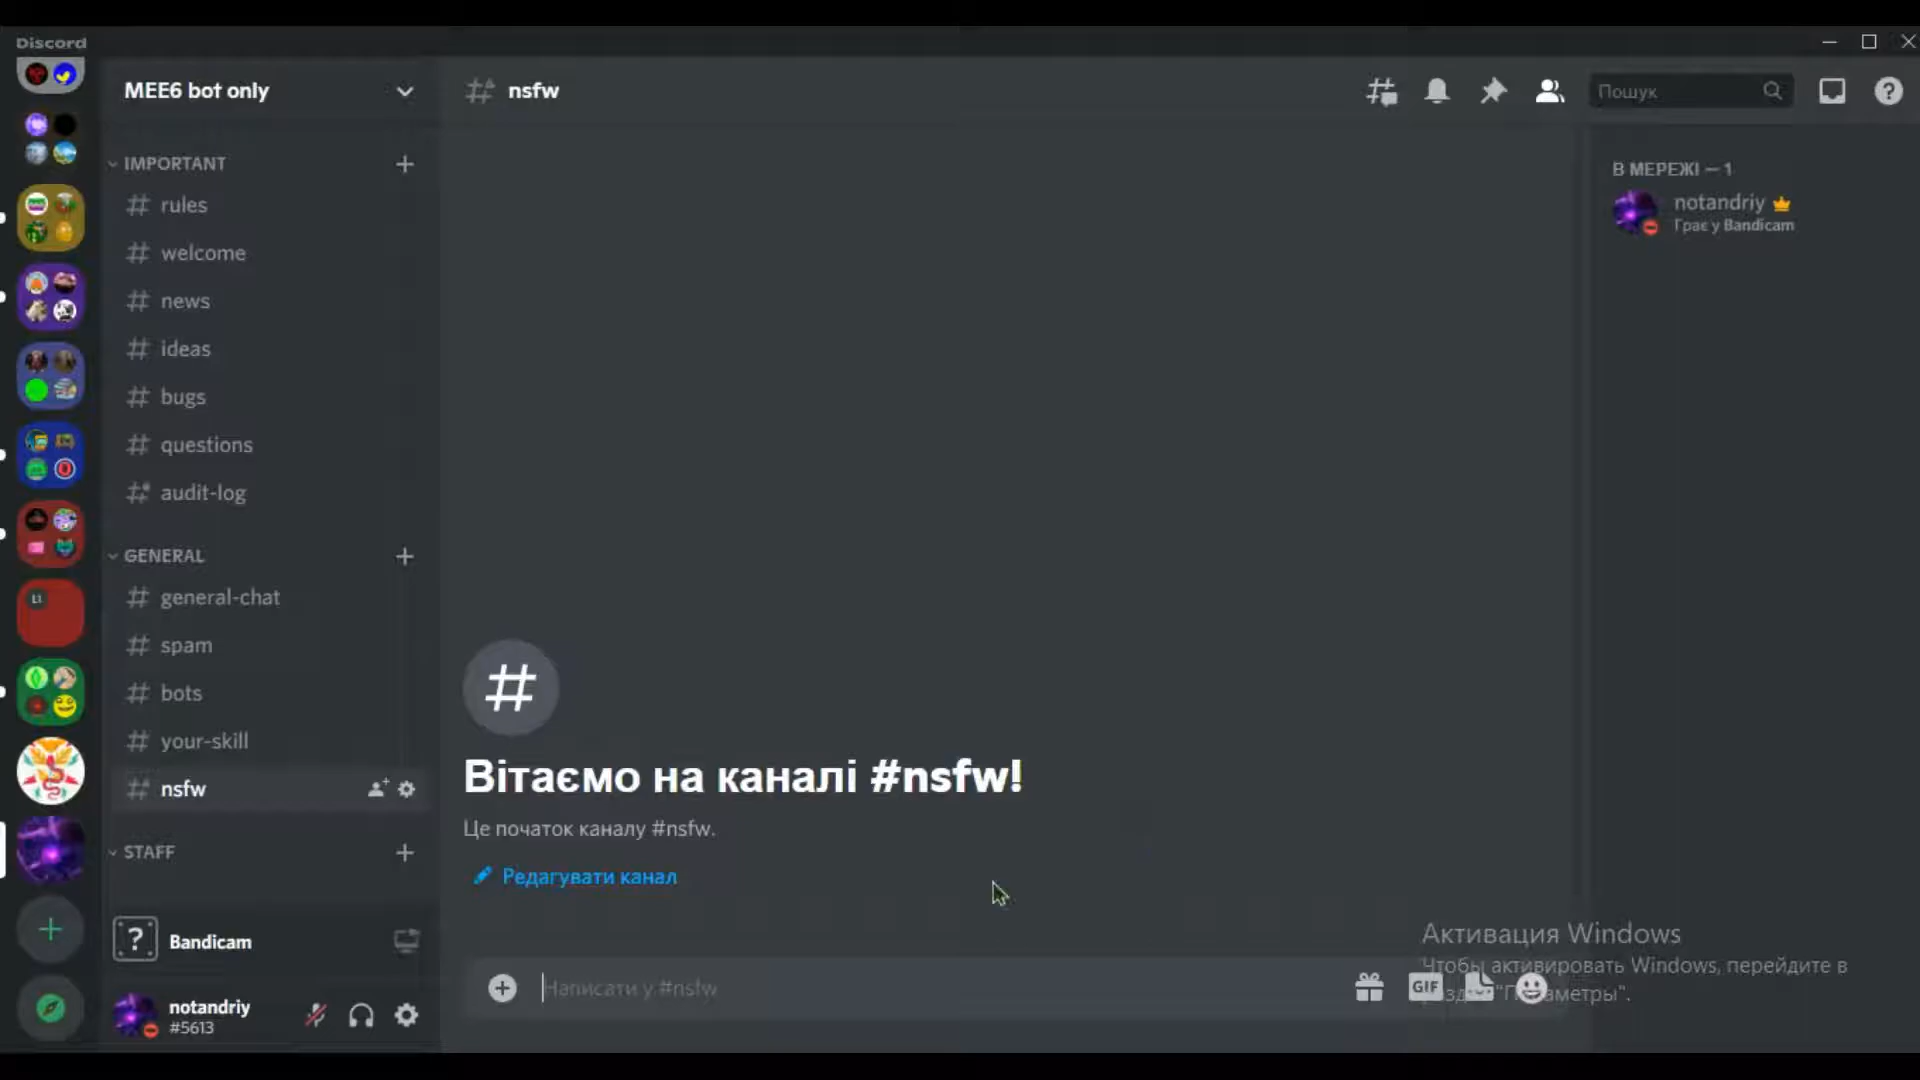 Discord
MEE6 bot only
nsfw
Пошук
IMPORTANT
rules
welcome
news
ideas
bugs
questions
audit-log
GENERAL
general-chat
spam
bots
your-skill
nsfw
STAFF
Bandicam
notandriy
#5613
Вітаємо на каналі #nsfw!
Це початок каналу #nsfw.
Редагувати канал
Написати у #nsfw
GIF
В МЕРЕЖІ — 1
notandriy
Грає у Bandicam
Активация Windows
Чтобы активировать Windows, перейдите в